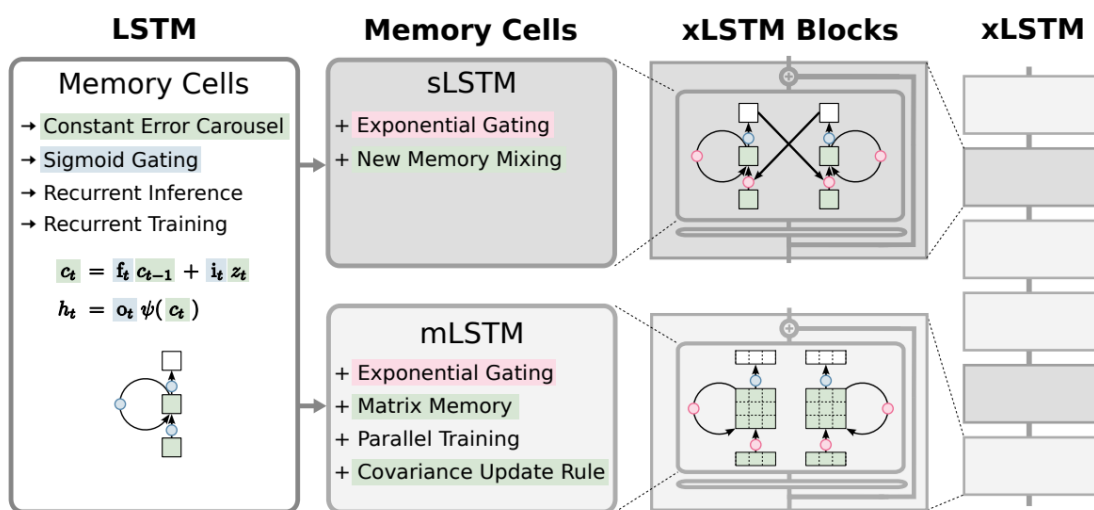 LSTM
Memory Cells
xLSTM Blocks
xLSTM
Memory Cells
→ Constant Error Carousel
→ Sigmoid Gating
→ Recurrent Inference
→ Recurrent Training
c_t = f_t c_{t−1} + i_t z_t
h_t = o_t ψ( c_t )
sLSTM
+ Exponential Gating
+ New Memory Mixing
mLSTM
+ Exponential Gating
+ Matrix Memory
+ Parallel Training
+ Covariance Update Rule